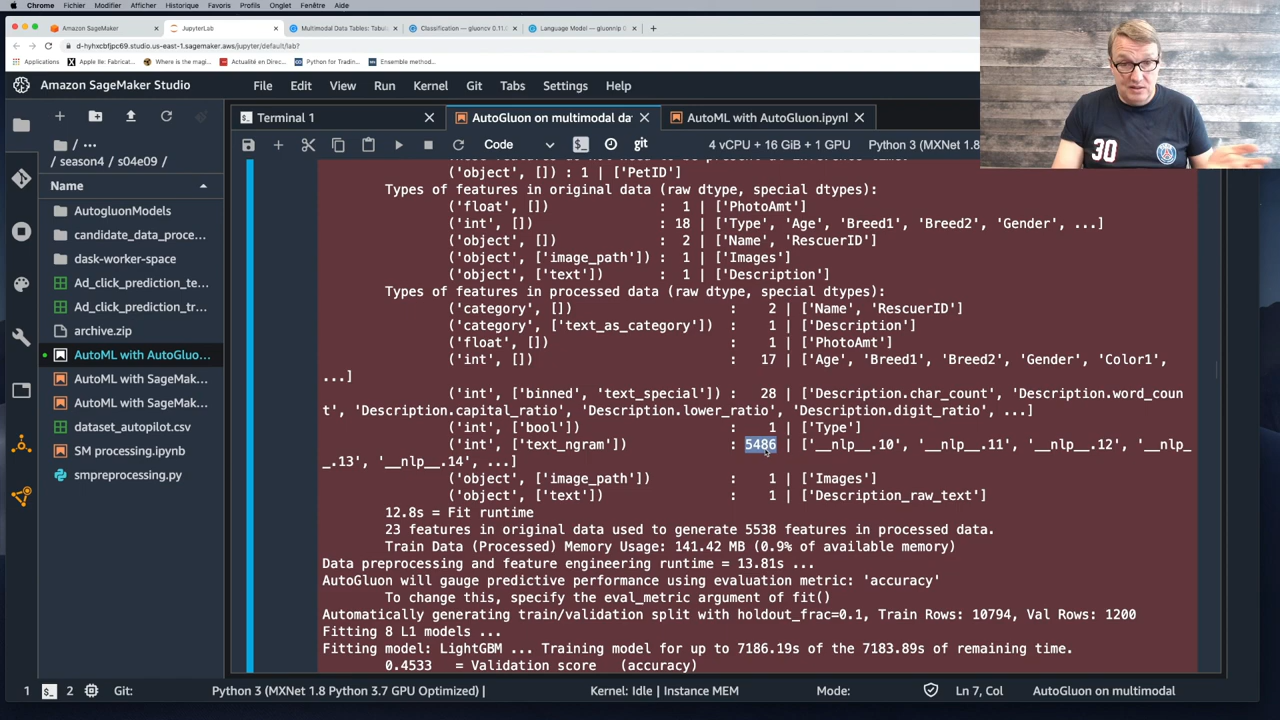 Chrome Fichier Modifier Afficher Historique Favoris Profils Onglet Fenêtre Aide
Amazon SageMaker
JupyterLab
Multimodal Data Tables: Tabul
Classification — gluoncv 0.11.
Language Model — gluonnlp 0.
d-hyhxcbfjpc69.studio.us-east-1.sagemaker.aws/jupyter/default/lab?
Applications
Apple IIe: Fabricat...
Where is the magi...
Actualité en Direc...
Python for Trading...
Ensemble method...
Amazon SageMaker Studio
File Edit View Run Kernel Git Tabs Settings Help
Terminal 1
AutoGluon on multimodal da
AutoML with AutoGluon.ipynl
Code
git
4 vCPU + 16 GiB + 1 GPU
Python 3 (MXNet 1.8
/ ...
/ season4 / s04e09 /
Name
AutogluonModels
candidate_data_proce...
dask-worker-space
Ad_click_prediction_te...
Ad_click_prediction_tr...
archive.zip
AutoML with AutoGluo...
AutoML with SageMak...
AutoML with SageMak...
dataset_autopilot.csv
SM processing.ipynb
smpreprocessing.py
('object', []) : 1 | ['PetID']
Types of features in original data (raw dtype, special dtypes):
('float', []) : 1 | ['PhotoAmt']
('int', []) : 18 | ['Type', 'Age', 'Breed1', 'Breed2', 'Gender', ...]
('object', []) : 2 | ['Name', 'RescuerID']
('object', ['image_path']) : 1 | ['Images']
('object', ['text']) : 1 | ['Description']
Types of features in processed data (raw dtype, special dtypes):
('category', []) : 2 | ['Name', 'RescuerID']
('category', ['text_as_category']) : 1 | ['Description']
('float', []) : 1 | ['PhotoAmt']
('int', []) : 17 | ['Age', 'Breed1', 'Breed2', 'Gender', 'Color1',
...]
('int', ['binned', 'text_special']) : 28 | ['Description.char_count', 'Description.word_coun
t', 'Description.capital_ratio', 'Description.lower_ratio', 'Description.digit_ratio', ...]
('int', ['bool']) : 1 | ['Type']
('int', ['text_ngram']) : 5486 | ['__nlp__.10', '__nlp__.11', '__nlp__.12', '__nlp_
_.13', '__nlp__.14', ...]
('object', ['image_path']) : 1 | ['Images']
('object', ['text']) : 1 | ['Description_raw_text']
12.8s = Fit runtime
23 features in original data used to generate 5538 features in processed data.
Train Data (Processed) Memory Usage: 141.42 MB (0.9% of available memory)
Data preprocessing and feature engineering runtime = 13.81s ...
AutoGluon will gauge predictive performance using evaluation metric: 'accuracy'
To change this, specify the eval_metric argument of fit()
Automatically generating train/validation split with holdout_frac=0.1, Train Rows: 10794, Val Rows: 1200
Fitting 8 L1 models ...
Fitting model: LightGBM ... Training model for up to 7186.19s of the 7183.89s of remaining time.
0.4533 = Validation score (accuracy)
1 2 Git: Python 3 (MXNet 1.8 Python 3.7 GPU Optimized) | Kernel: Idle | Instance MEM Mode: Ln 7, Col AutoGluon on multimodal
30